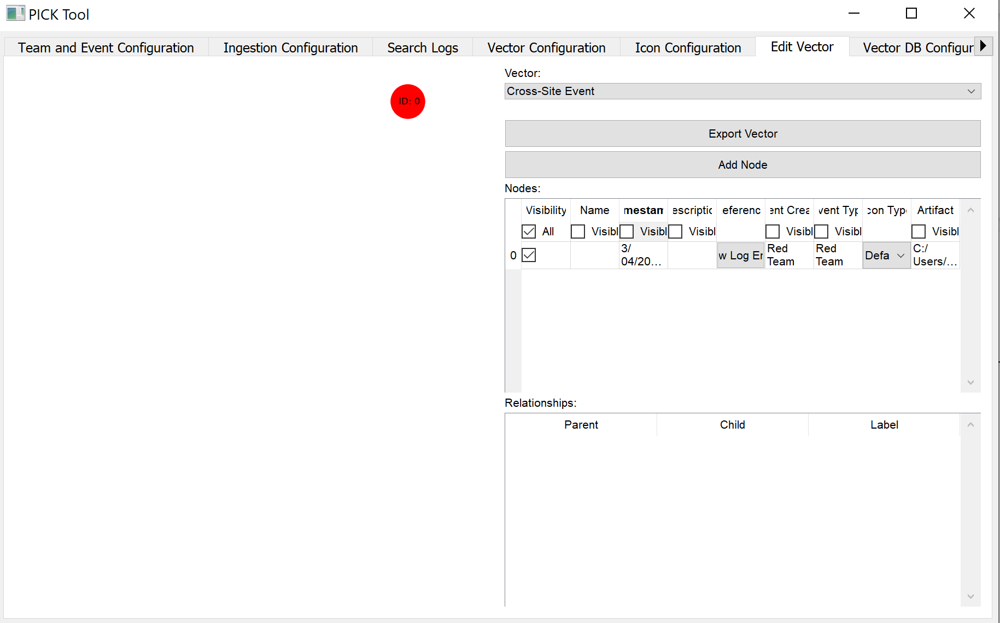 PICK Tool
Team and Event Configuration Ingestion Configuration Search Logs Vector Configuration Icon Configuration Edit Vector Vector DB Configur
ID: 0
Vector:
Cross-Site Event
Export Vector
Add Node
Nodes:
Visibility Name mestam escriptic eferenc ent Crea vent Typ con Type Artifact
All Visibl Visibl Visibl Visibl Visibl Visibl
0 3/ 04/20... w Log Er Red Team Red Team Defa C:/ Users/...
Relationships:
Parent Child Label